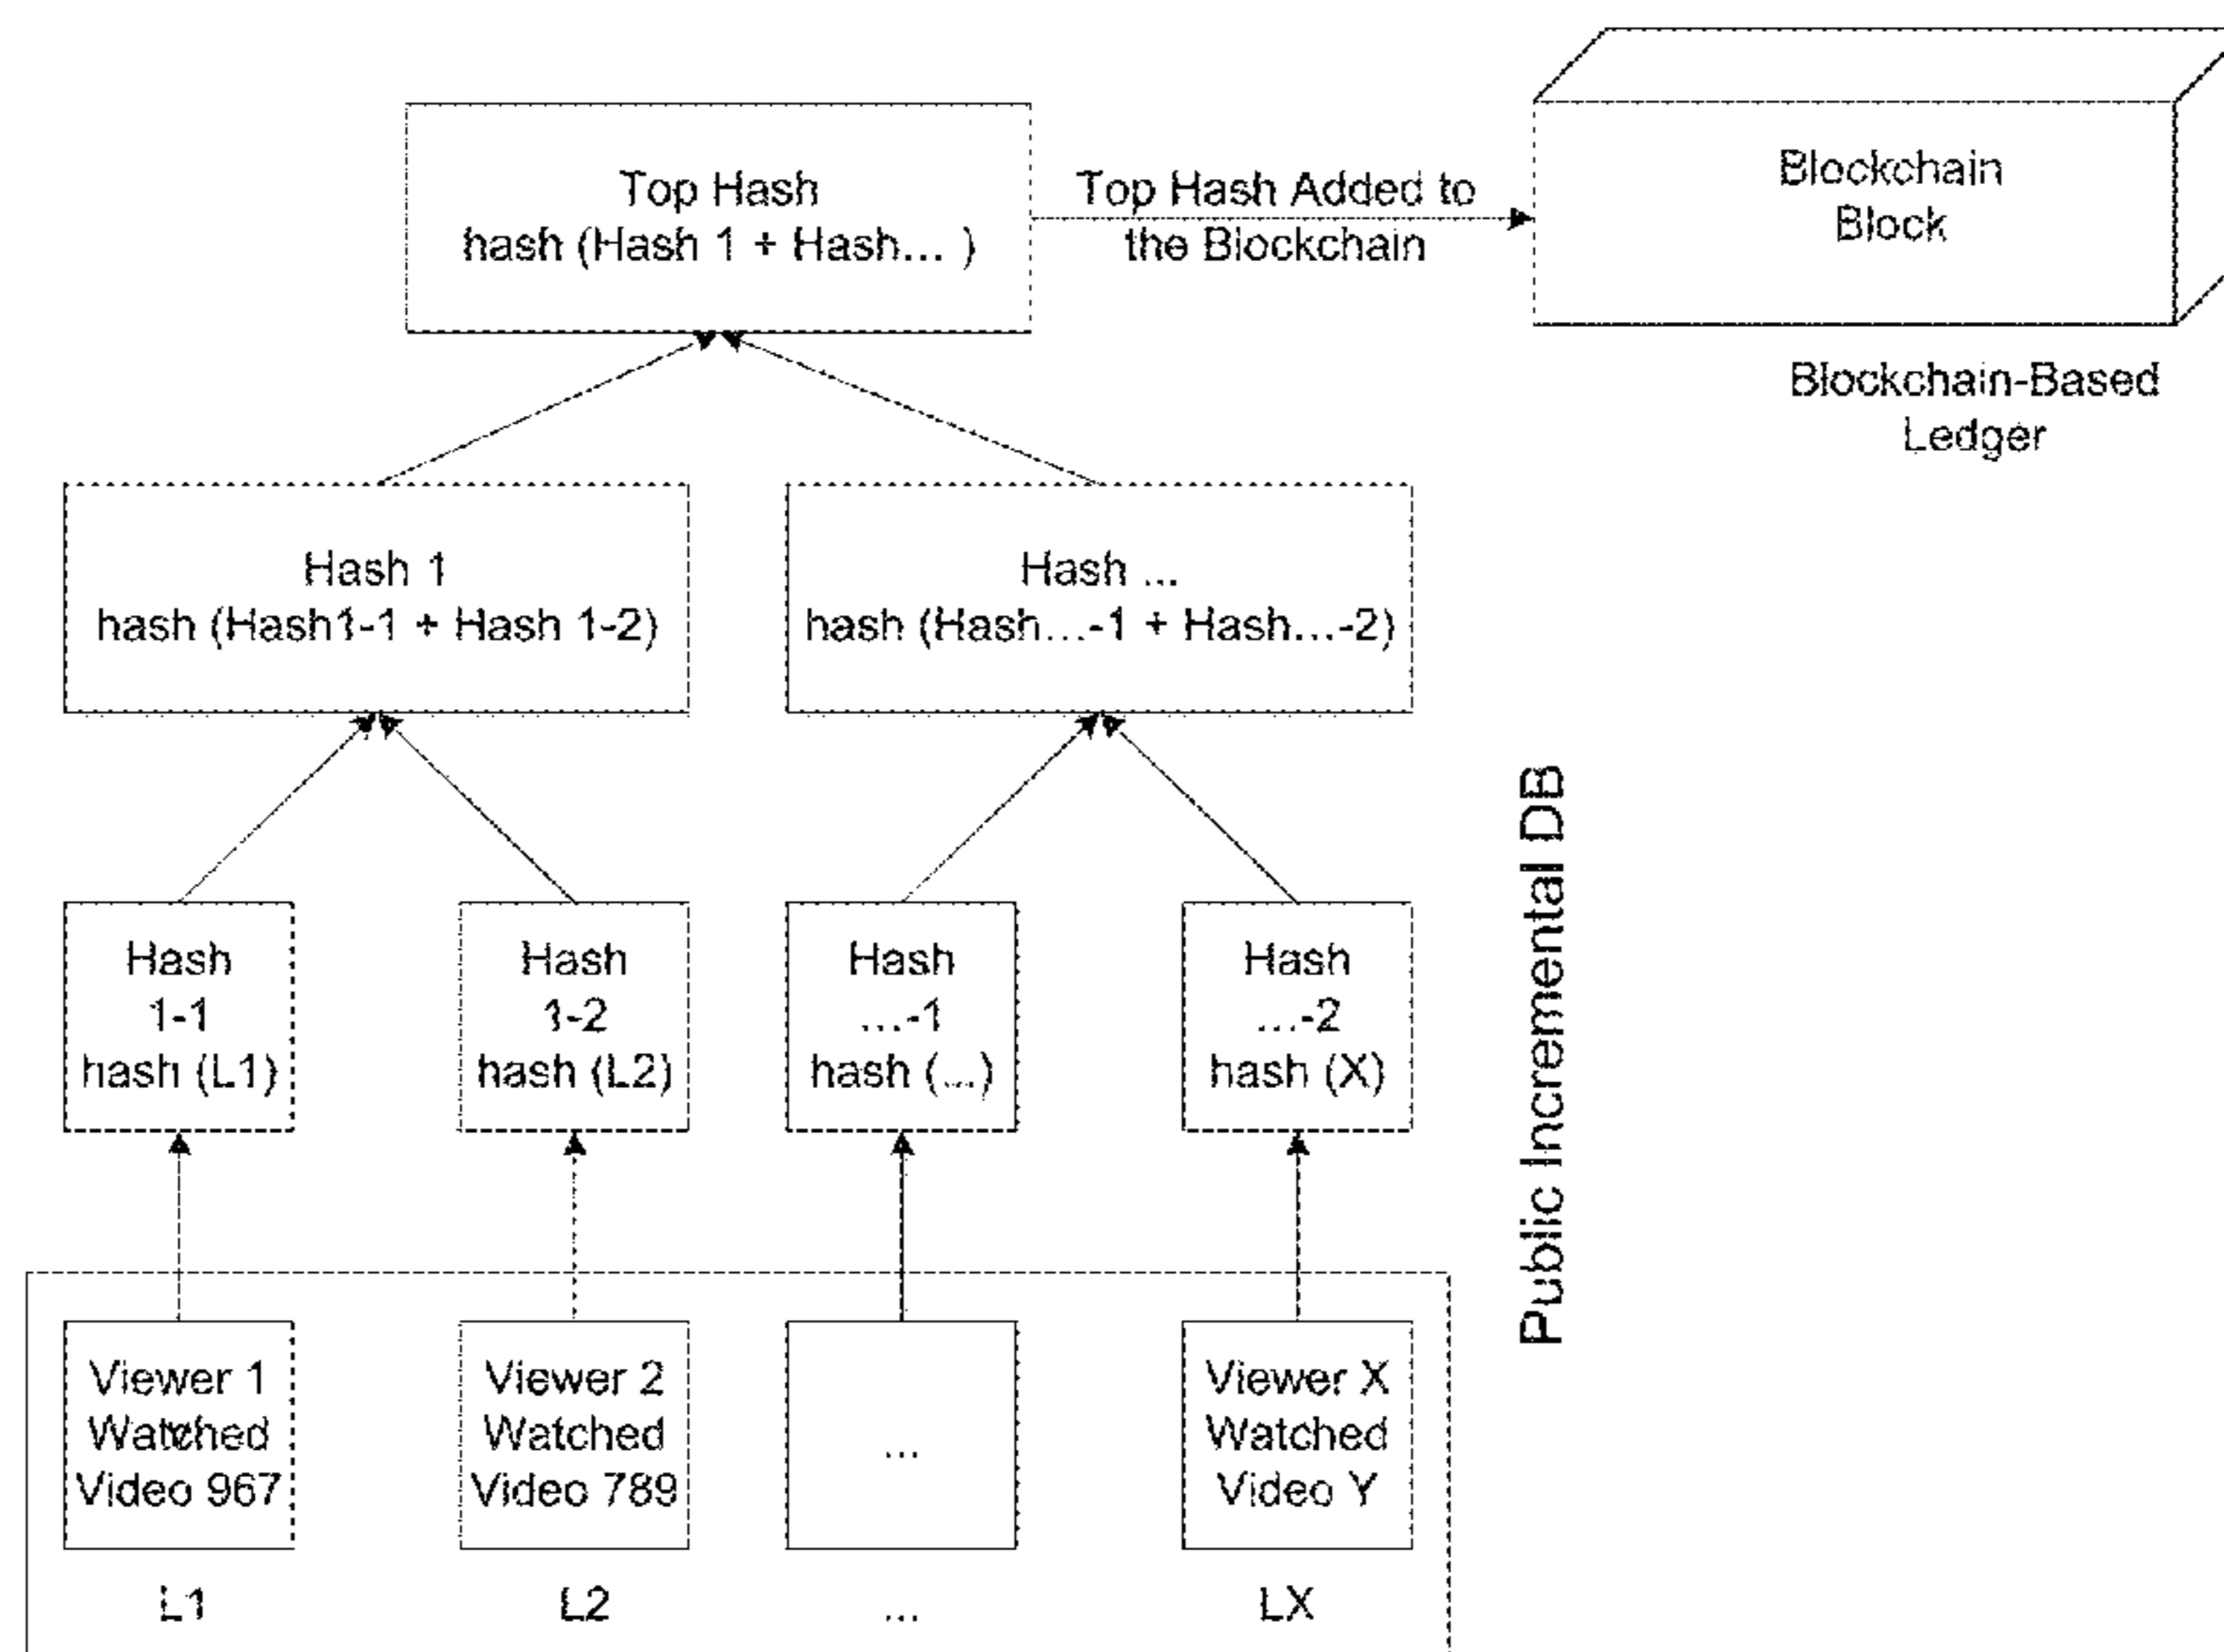 Top Hash
hash (Hash 1 + Hash... )
Top Hash Added to
the Blockchain
Blockchain
Block
Blockchain-Based
Ledger
Hash 1
hash (Hash1-1 + Hash 1-2)
Hash ...
hash (Hash...-1 + Hash...-2)
Hash
1-1
hash (L1)
Hash
1-2
hash (L2)
Hash
...-1
hash (...)
Hash
...-2
hash (X)
Public Incremental DB
Viewer 1
Watched
Video 967
Viewer 2
Watched
Video 789
...
Viewer X
Watched
Video Y
L1
L2
...
LX